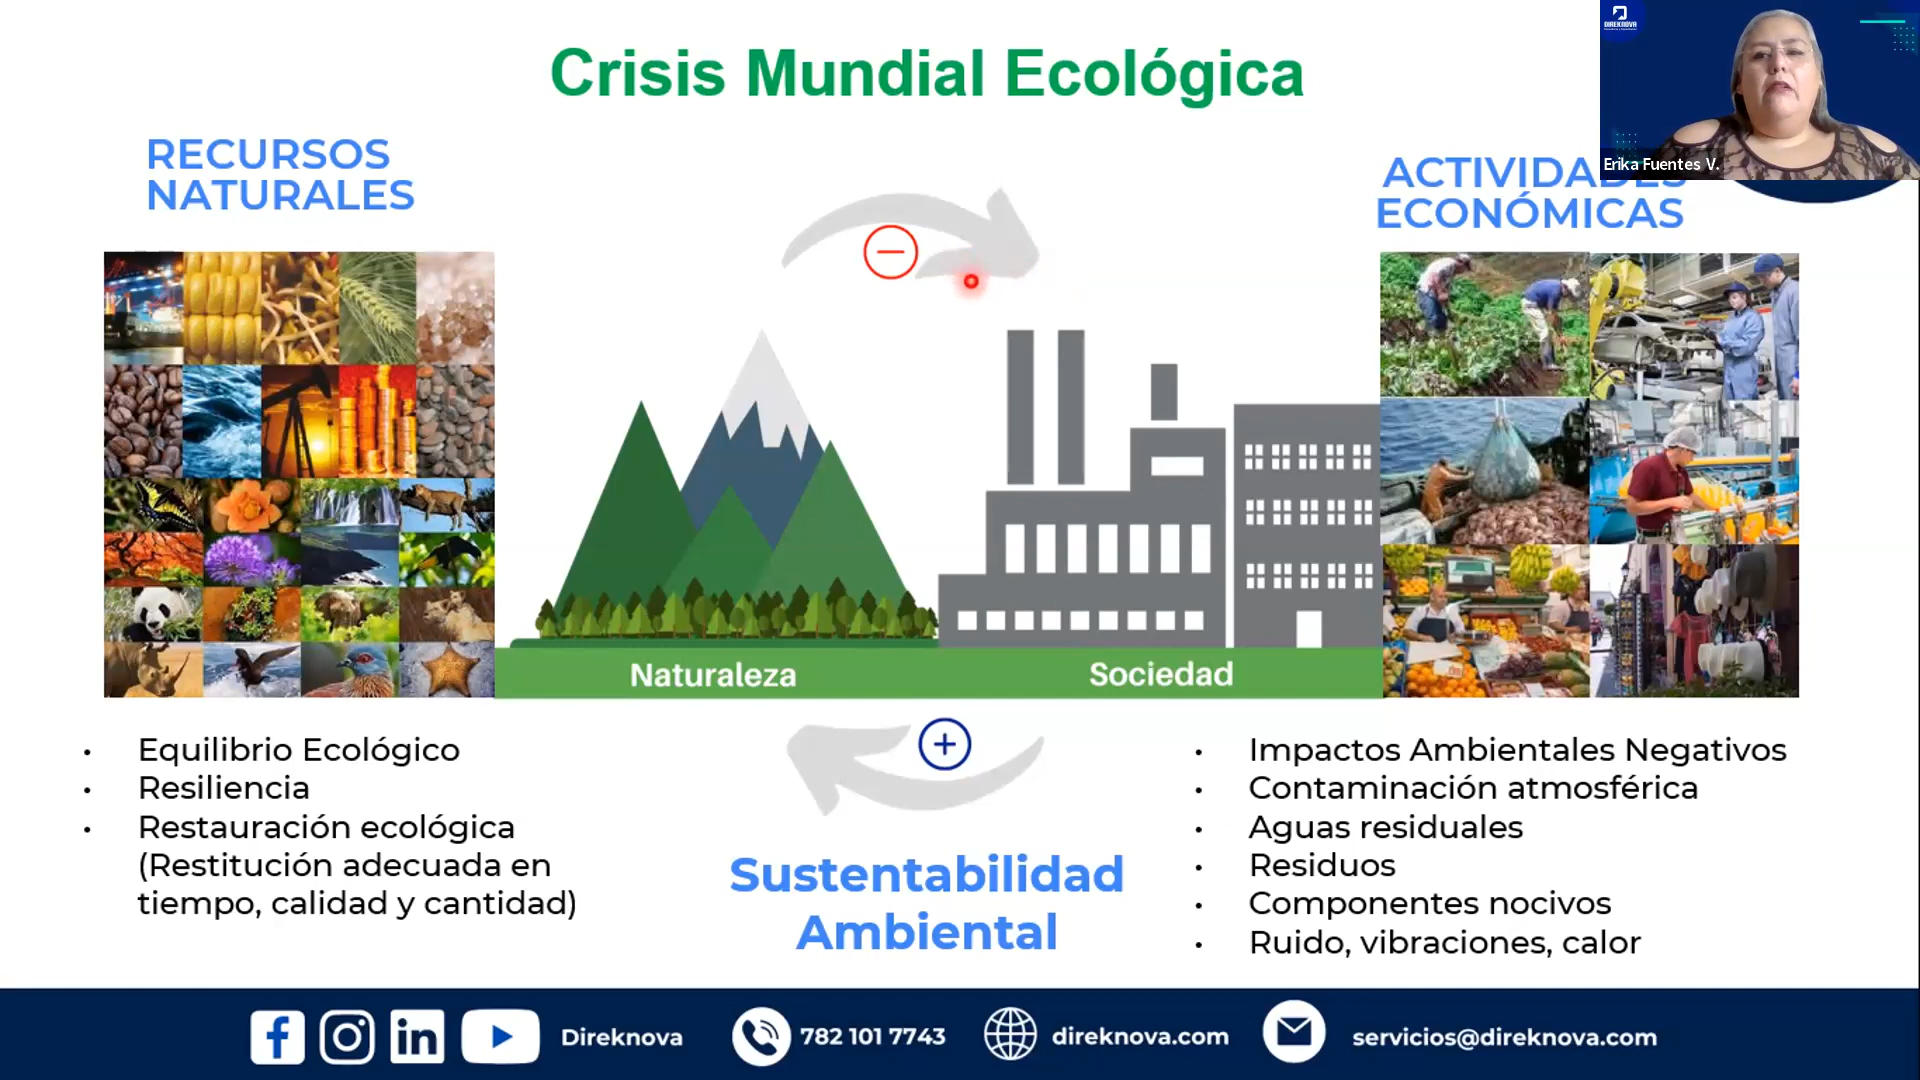 Crisis Mundial Ecológica
DIREKNOVA
Erika Fuentes V.
RECURSOS
NATURALES
ACTIVIDADES
ECONÓMICAS
Naturaleza
Sociedad
• Equilibrio Ecológico
• Resiliencia
• Restauración ecológica
(Restitución adecuada en
tiempo, calidad y cantidad)
Sustentabilidad
Ambiental
• Impactos Ambientales Negativos
• Contaminación atmosférica
• Aguas residuales
• Residuos
• Componentes nocivos
• Ruido, vibraciones, calor
Direknova
782 101 7743
direknova.com
servicios@direknova.com